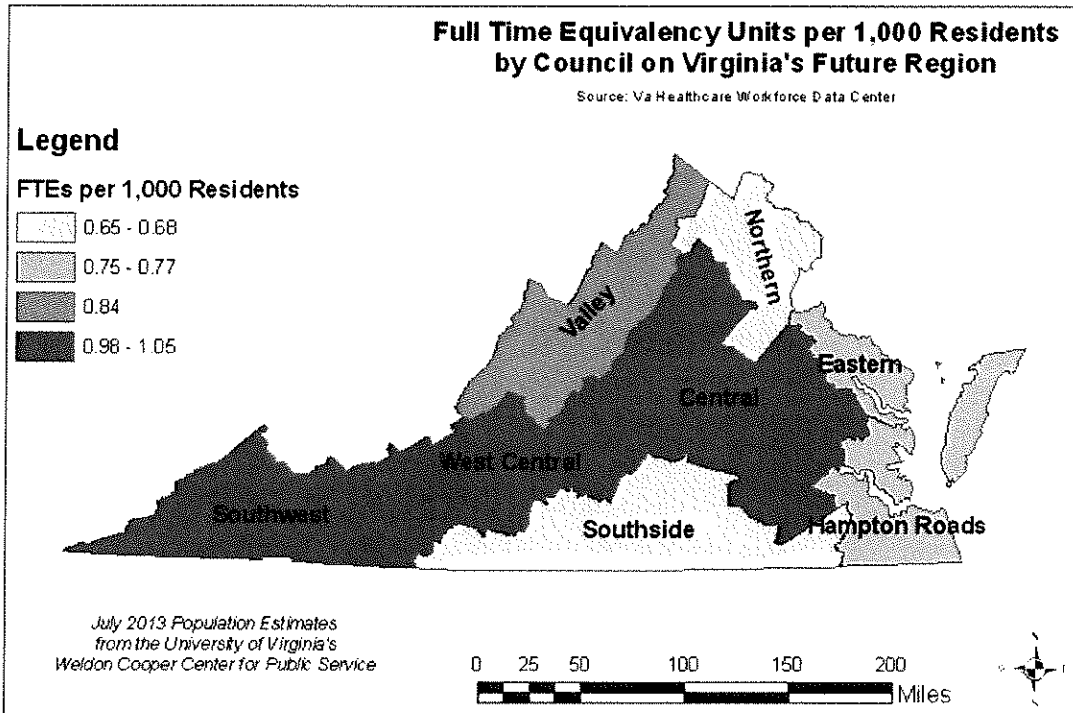 Full Time Equivalency Units per 1,000 Residents
by Council on Virginia's Future Region
Source: Va Healthcare Workforce Data Center
Legend
FTEs per 1,000 Residents
0.65 - 0.68
0.75 - 0.77
0.84
0.98 - 1.05
Northern
Valley
Eastern
Central
West Central
Southwest
Southside
Hampton Roads
July 2013 Population Estimates
from the University of Virginia's
Weldon Cooper Center for Public Service
0 25 50 100 150 200
Miles